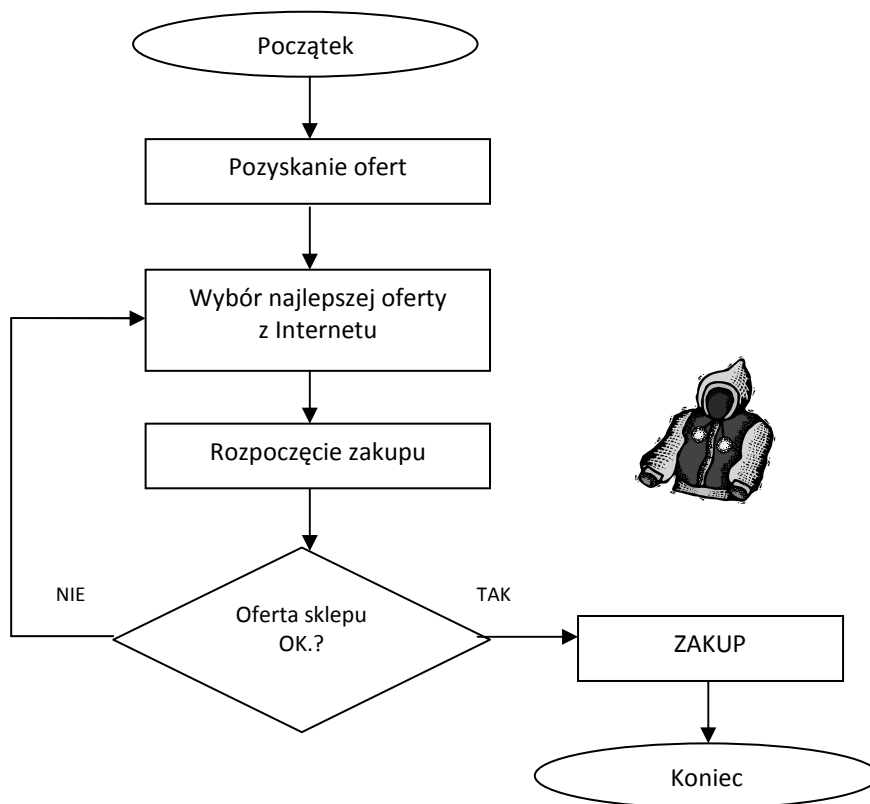 Początek
Pozyskanie ofert
Wybór najlepszej oferty
z Internetu
Rozpoczęcie zakupu
NIE
Oferta sklepu
OK.?
TAK
ZAKUP
Koniec